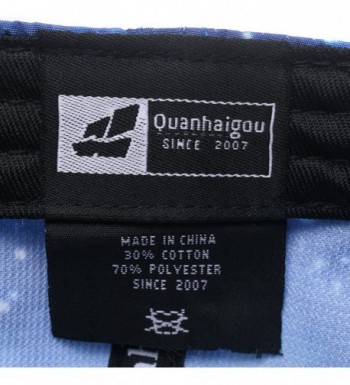 Quanhaigou
SINCE 2007
MADE IN CHINA
30% COTTON
70% POLYESTER
SINCE 2007